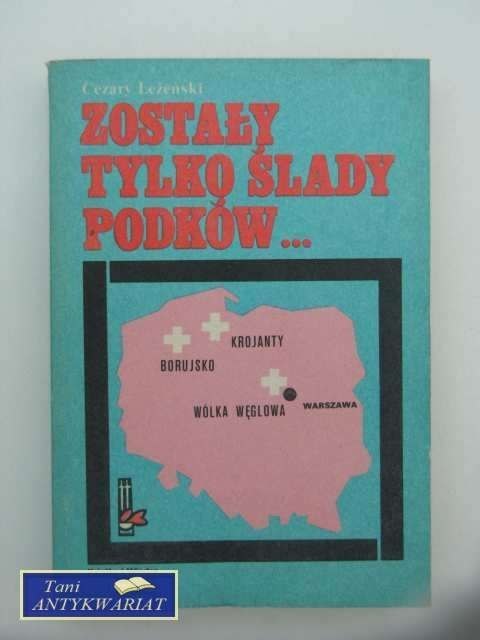 Cezary Leżeński
ZOSTAŁY
TYLKO ŚLADY
PODKÓW...
KROJANTY
BORUJSKO
WÓLKA WĘGLOWA
WARSZAWA
Tani
ANTYKWARIAT